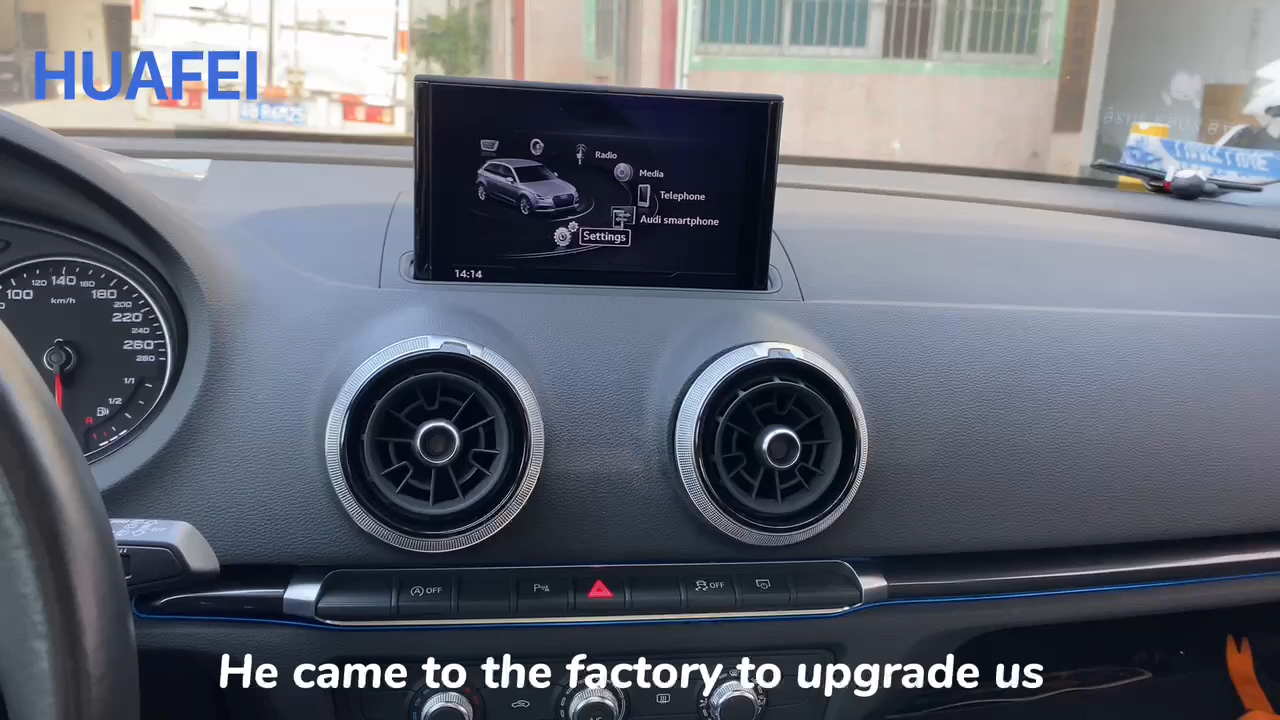 HUAFEI
Radio
Media
Telephone
Audi smartphone
Settings
14:14
100 120 140 160 180 200 220 240 260 280
km/h
1/1
1/2
R
A OFF
P
OFF
He came to the factory to upgrade us